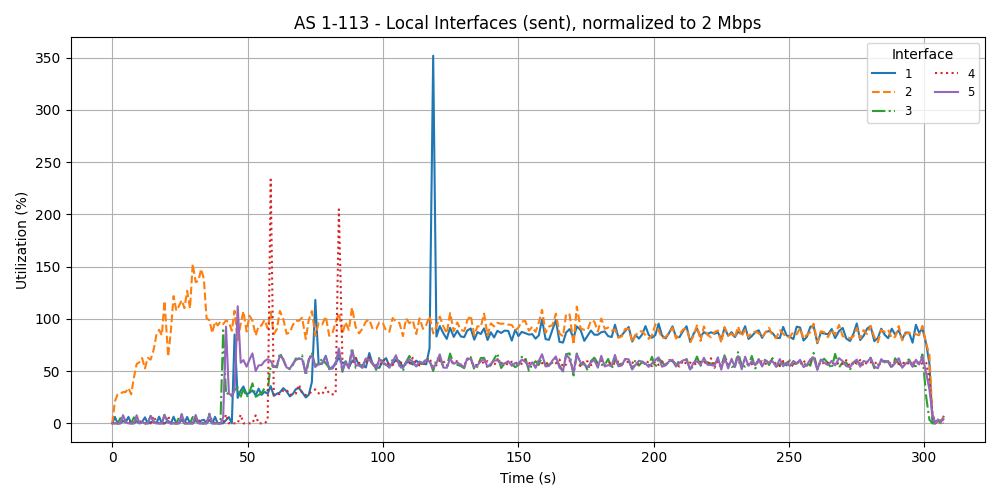 AS 1-113 - Local Interfaces (sent), normalized to 2 Mbps
Interface
1
2
3
4
5
Utilization (%)
350
300
250
200
150
100
50
0
0 50 100 150 200 250 300
Time (s)